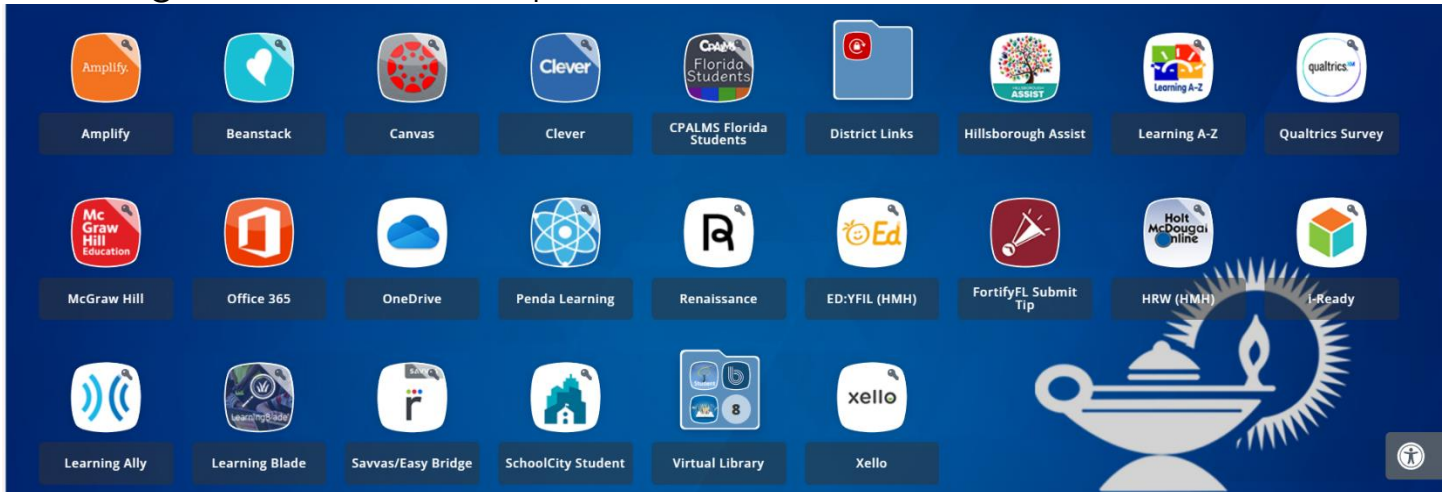 Amplify.
Clever
CPALMS
Florida
Students
HILLSBOROUGH
ASSIST
Learning A-Z
qualtrics.XM
Amplify
Beanstack
Canvas
Clever
CPALMS Florida
Students
District Links
Hillsborough Assist
Learning A-Z
Qualtrics Survey
Mc
Graw
Hill
Education
Ed
Holt
McDougal
Online
McGraw Hill
Office 365
OneDrive
Penda Learning
Renaissance
ED:YFIL (HMH)
FortifyFL Submit
Tip
HRW (HMH)
i-Ready
LearningBlade
SAVVAS
r
Student
b
8
xello
Learning Ally
Learning Blade
Savvas/Easy Bridge
SchoolCity Student
Virtual Library
Xello